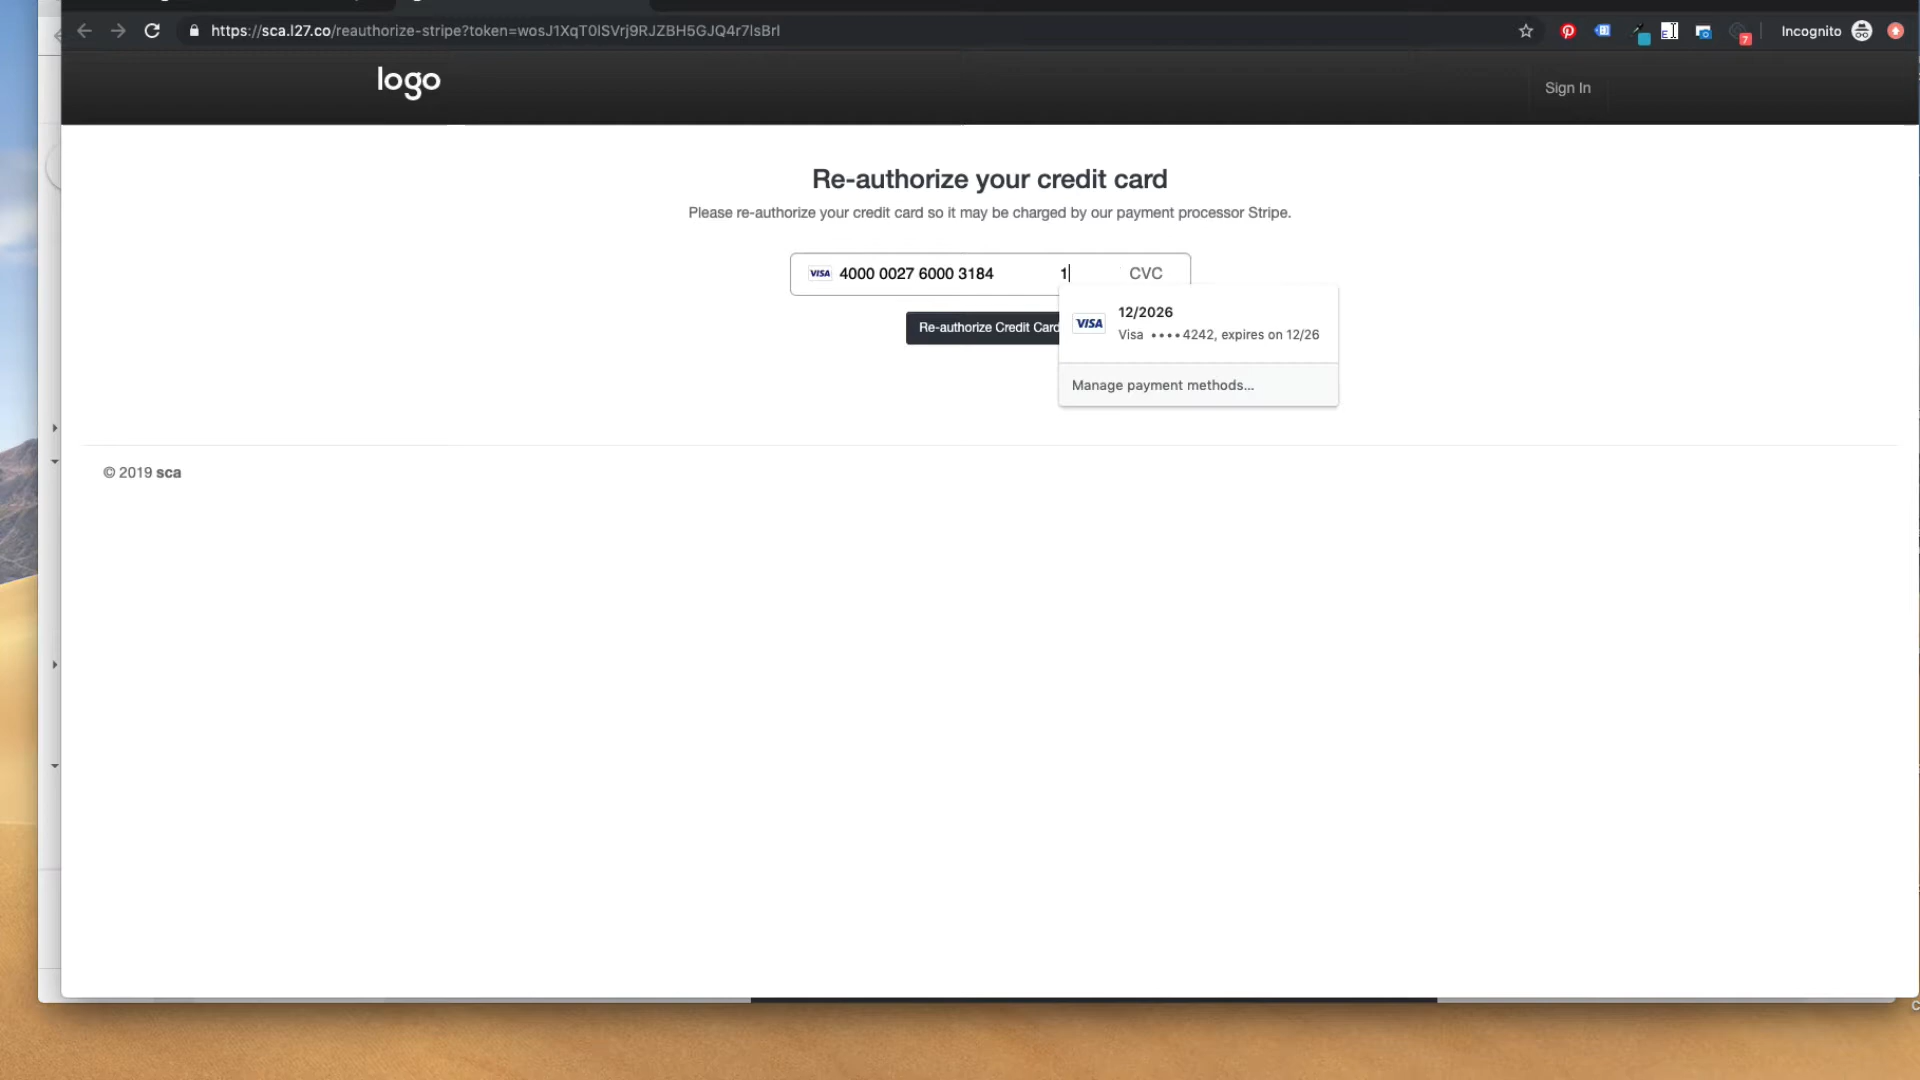 https://sca.l27.co/reauthorize-stripe?token=wosJ1XqT0lSVrj9RJZBH5GJQ4r7lsBrl
7
Incognito
logo
Sign In
Re-authorize your credit card
Please re-authorize your credit card so it may be charged by our payment processor Stripe.
VISA 4000 0027 6000 3184 1 CVC
Re-authorize Credit Card
VISA
12/2026
Visa ••••4242, expires on 12/26
Manage payment methods...
© 2019 sca